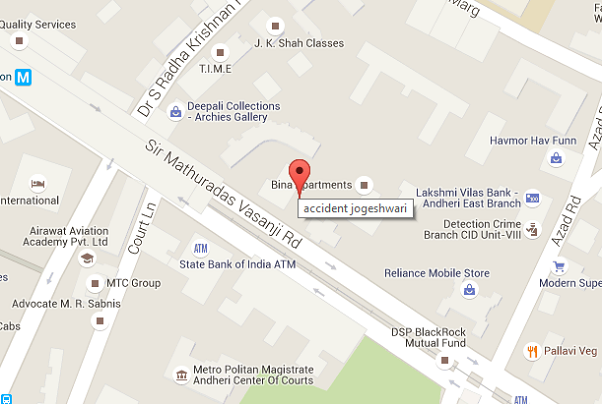 Quality Services
J. K. Shah Classes
Marg
T.I.M.E
Dr S Radha Krishnan
M
Deepali Collections
- Archies Gallery
Sir Mathuradas Vasanji Rd
Havmor Hav Funn
Azad Rd
Bina Apartments
accident jogeshwari
Lakshmi Vilas Bank -
Andheri East Branch
Detection Crime
Branch CID Unit-VIII
International
Airawat Aviation
Academy Pvt. Ltd
Court Ln
ATM
State Bank of India ATM
MTC Group
Advocate M. R. Sabnis
Cabs
Reliance Mobile Store
Modern Supe
DSP BlackRock
Mutual Fund
Pallavi Veg
Metro Politan Magistrate
Andheri Center Of Courts
ATM